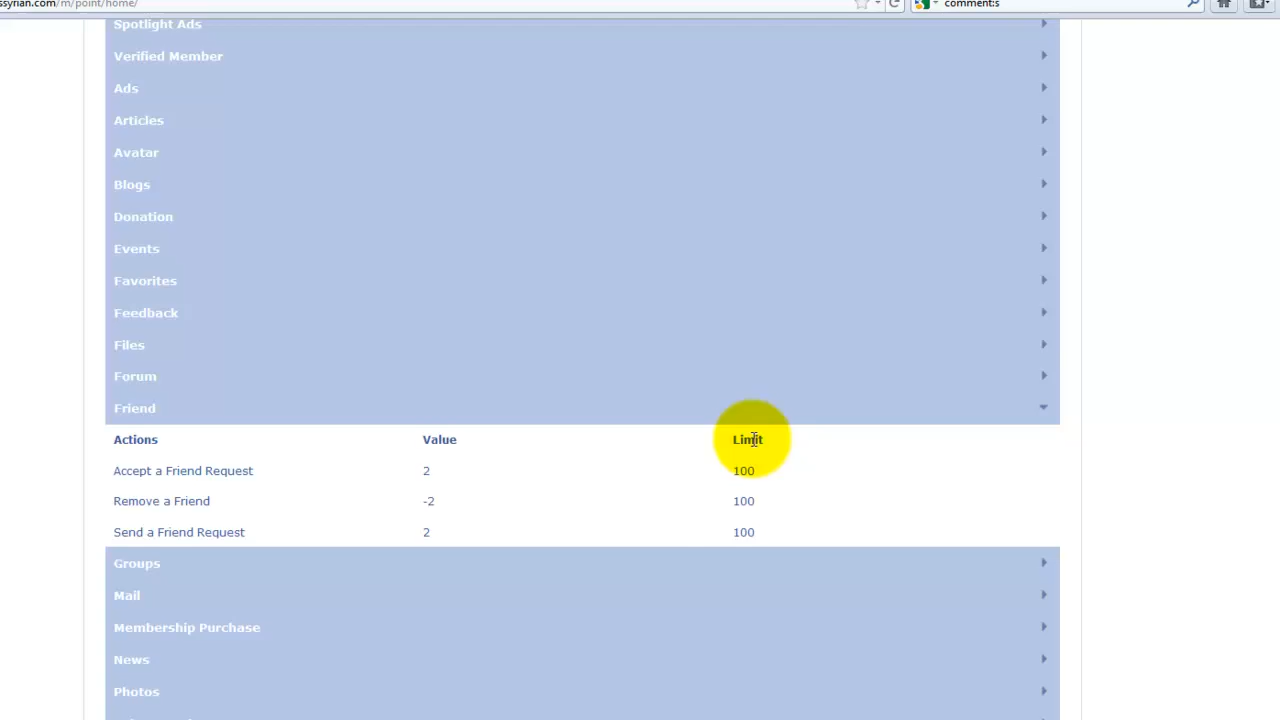 ssyrian.com/m/point/home/ comment:s
Spotlight Ads
Verified Member
Ads
Articles
Avatar
Blogs
Donation
Events
Favorites
Feedback
Files
Forum
Friend
Actions Value Limit
Accept a Friend Request 2 100
Remove a Friend -2 100
Send a Friend Request 2 100
Groups
Mail
Membership Purchase
News
Photos